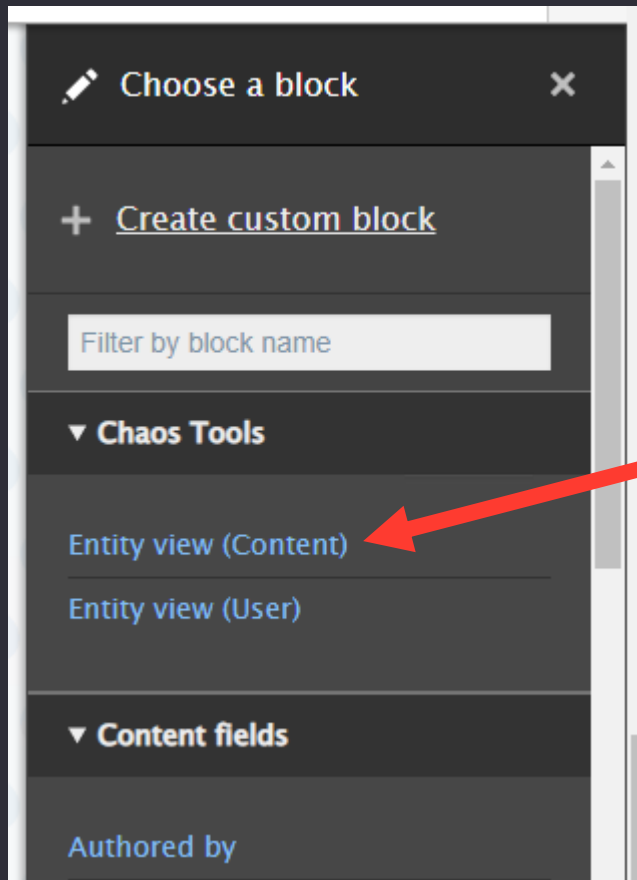 Choose a block
Create custom block
Filter by block name
Chaos Tools
Entity view (Content)
Entity view (User)
Content fields
Authored by